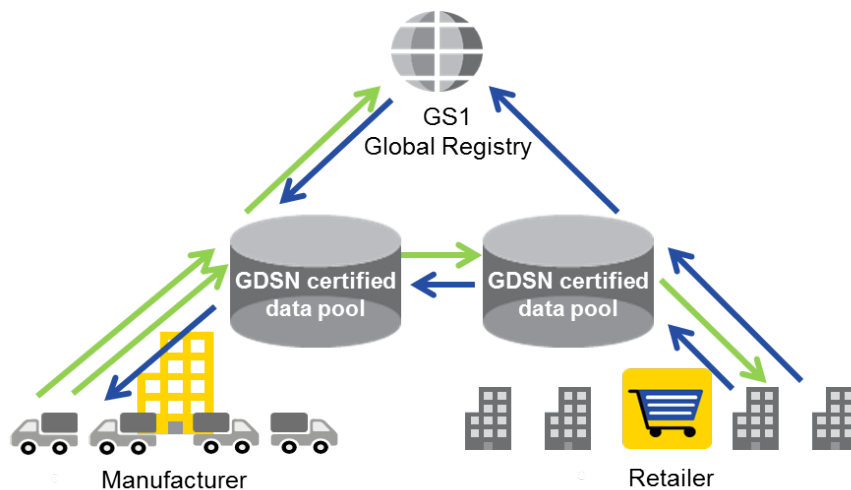 GS1
Global Registry
GDSN certified
data pool
GDSN certified
data pool
Manufacturer
Retailer